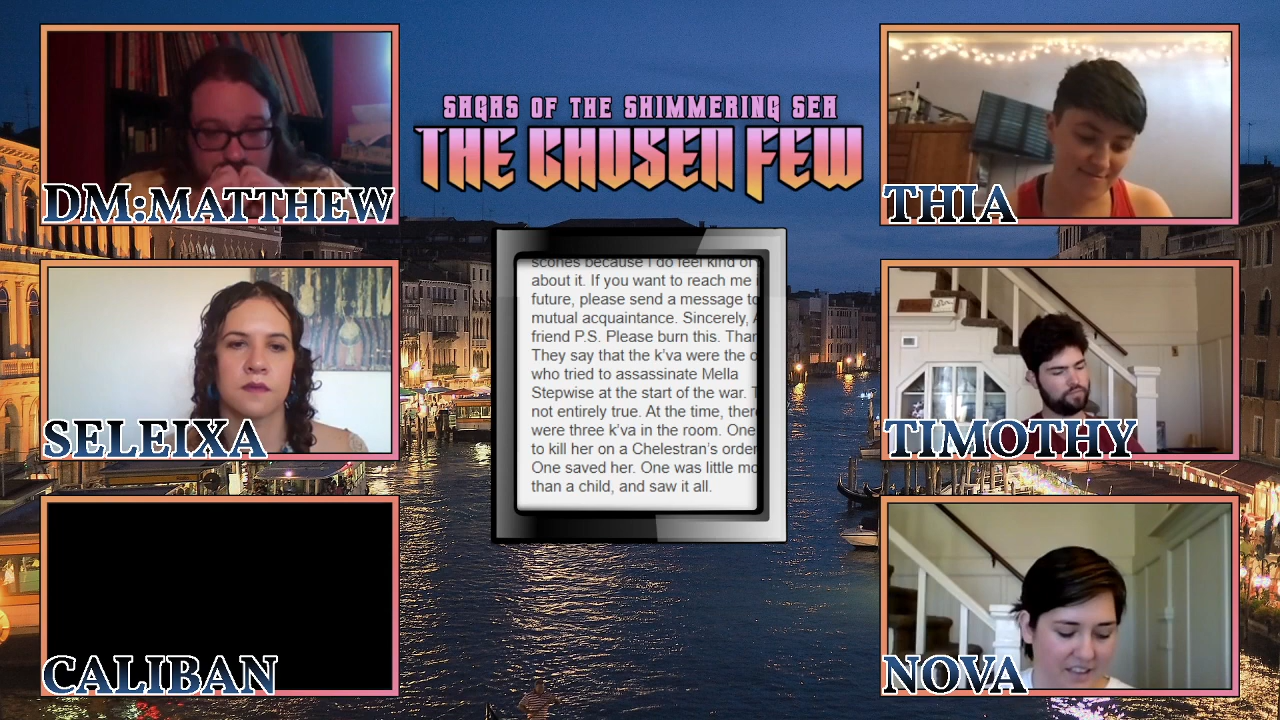 SAGAS OF THE SHIMMERING SEA
THE CHOSEN FEW
DM:MATTHEW
THIA
SELEIXA
TIMOTHY
CALIBAN
NOVA
scones because I do feel kind of
about it. If you want to reach me
future, please send a message to
mutual acquaintance. Sincerely, A
friend P.S. Please burn this.
They say that the k'va were the
who tried to assassinate Mella
Stepwise at the start of the war.
not entirely true. At the time,
were three k'va in the room. One
to kill her on a Chelestran's
One saved her. One was little
than a child, and saw it all.